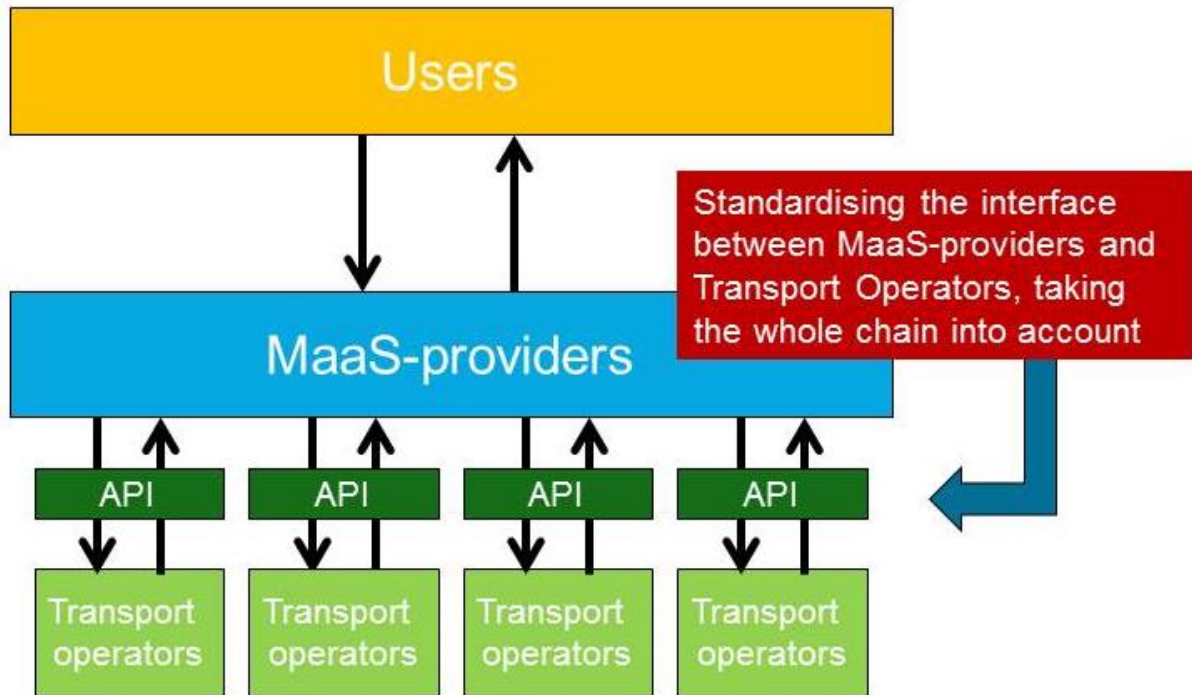 Users
Standardising the interface
between MaaS-providers and
Transport Operators, taking
the whole chain into account
MaaS-providers
API
API
API
API
Transport
operators
Transport
operators
Transport
operators
Transport
operators